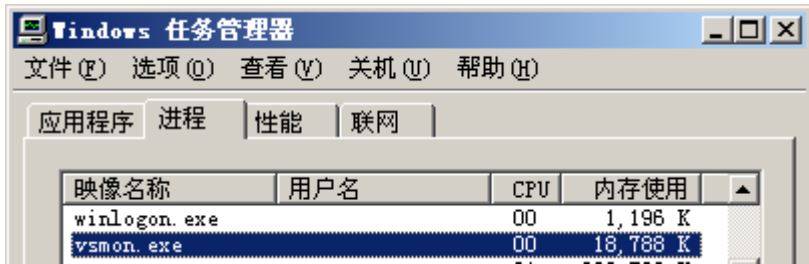 Windows 任务管理器
文件(F) 选项(O) 查看(V) 关机(U) 帮助(H)
应用程序 进程 性能 联网
映像名称 用户名 CPU 内存使用
winlogon.exe 00 1,196 K
vsmon.exe 00 18,788 K